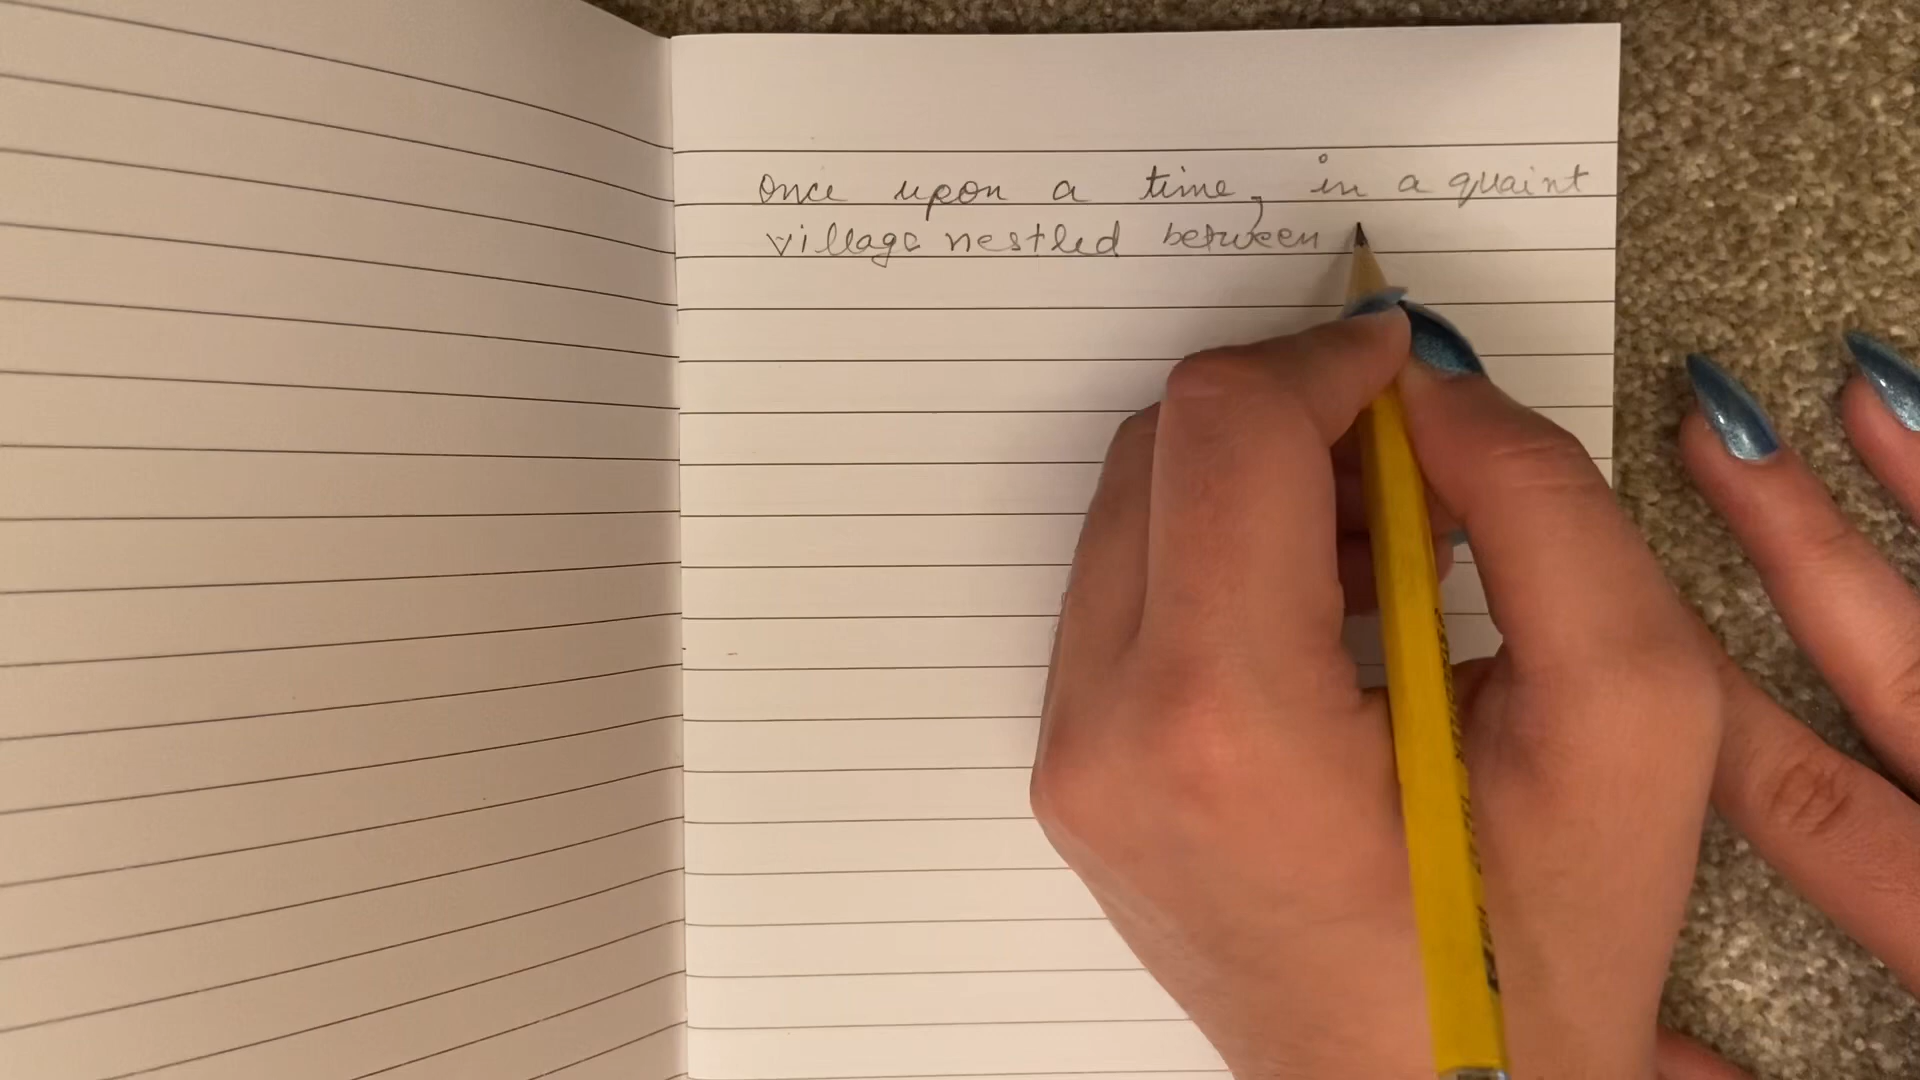 once upon a time, in a quaint
village nestled between